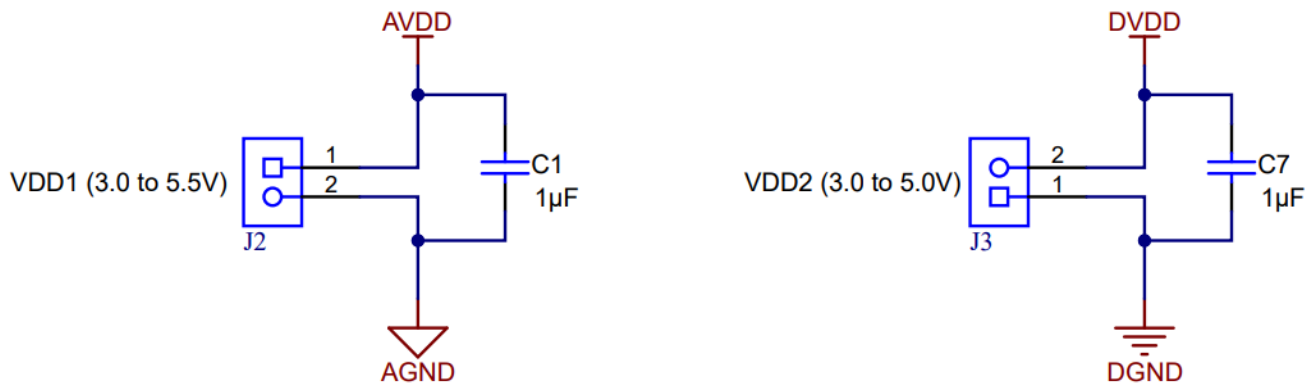 AVDD
1
2
VDD1 (3.0 to 5.5V)
J2
C1
1µF
AGND
DVDD
2
1
VDD2 (3.0 to 5.0V)
J3
C7
1µF
DGND